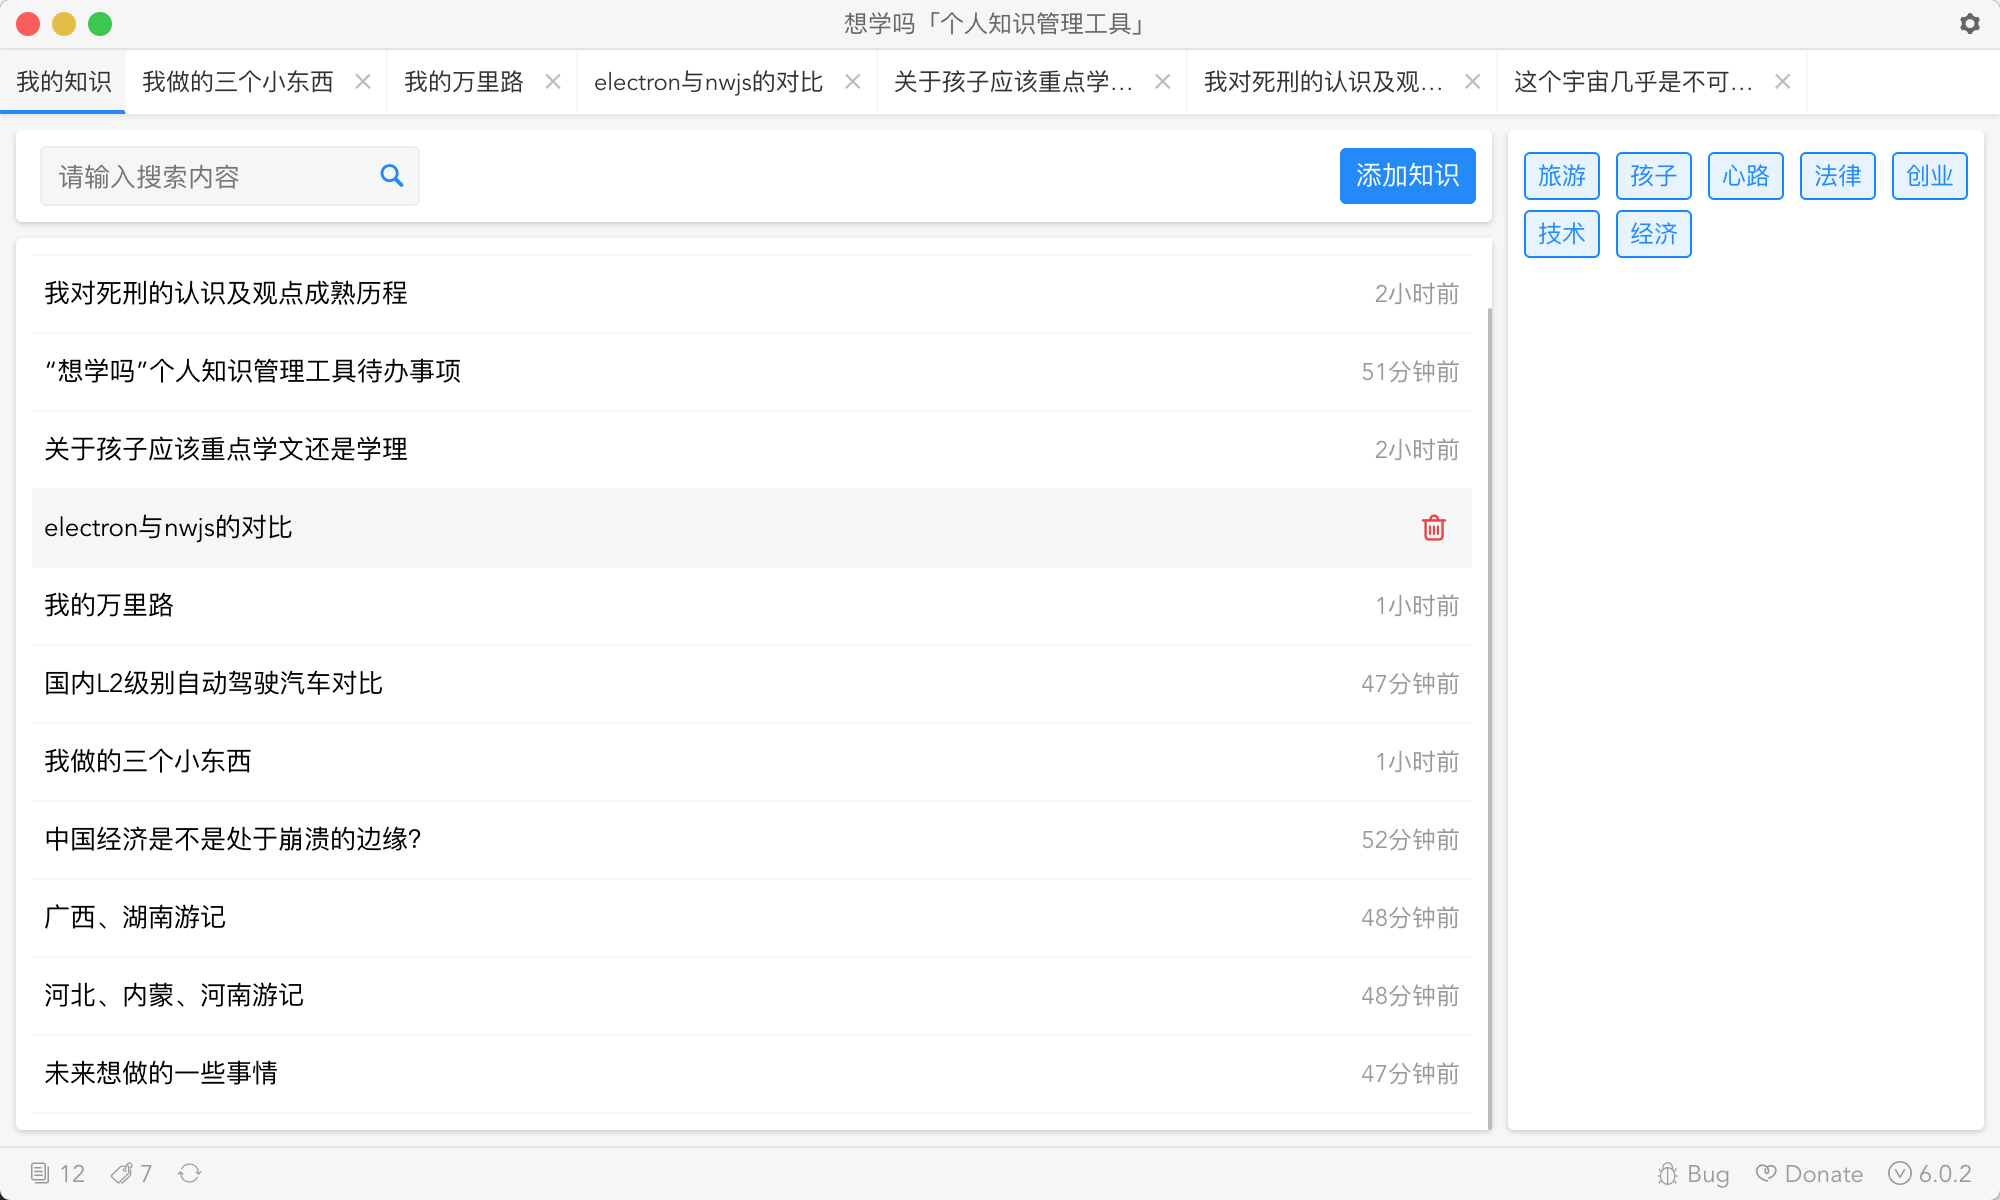 想学吗「个人知识管理工具」
我的知识 我做的三个小东西 我的万里路 electron与nwjs的对比 关于孩子应该重点学... 我对死刑的认识及观... 这个宇宙几乎是不可...
请输入搜索内容 添加知识
旅游 孩子 心路 法律 创业
技术 经济
我对死刑的认识及观点成熟历程 2小时前
“想学吗”个人知识管理工具待办事项 51分钟前
关于孩子应该重点学文还是学理 2小时前
electron与nwjs的对比
我的万里路 1小时前
国内L2级别自动驾驶汽车对比 47分钟前
我做的三个小东西 1小时前
中国经济是不是处于崩溃的边缘? 52分钟前
广西、湖南游记 48分钟前
河北、内蒙、河南游记 48分钟前
未来想做的一些事情 47分钟前
12 7 Bug Donate 6.0.2